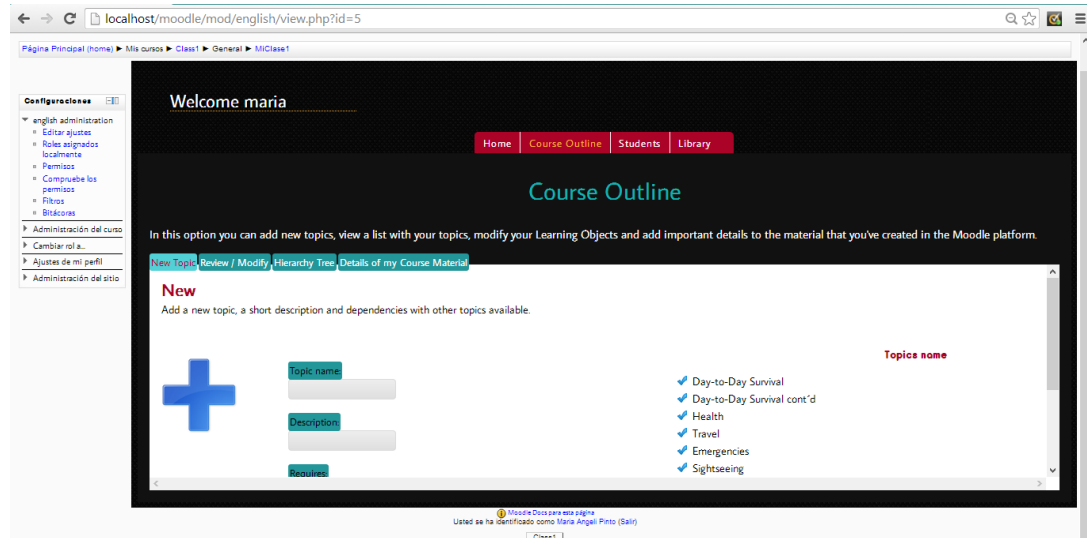 localhost/moodle/mod/english/view.php?id=5
Página Principal (home) ► Mis cursos ► Class1 ► General ► MiClase1
Configuraciones
english administration
Editar ajustes
Roles asignados
localmente
Permisos
Compruebe los
permisos
Filtros
Bitácoras
Administración del curso
Cambiar rol a...
Ajustes de mi perfil
Administración del sitio
Welcome maria
Home Course Outline Students Library
Course Outline
In this option you can add new topics, view a list with your topics, modify your Learning Objects and add important details to the material that you've created in the Moodle platform.
New Topic Review / Modify Hierarchy Tree Details of my Course Material
New
Add a new topic, a short description and dependencies with other topics available.
Topic name:
Description:
Requires:
Topics name
Day-to-Day Survival
Day-to-Day Survival cont´d
Health
Travel
Emergencies
Sightseeing
Moodle Docs para esta página
Usted se ha identificado como Maria Angeli Pinto (Salir)
Class1